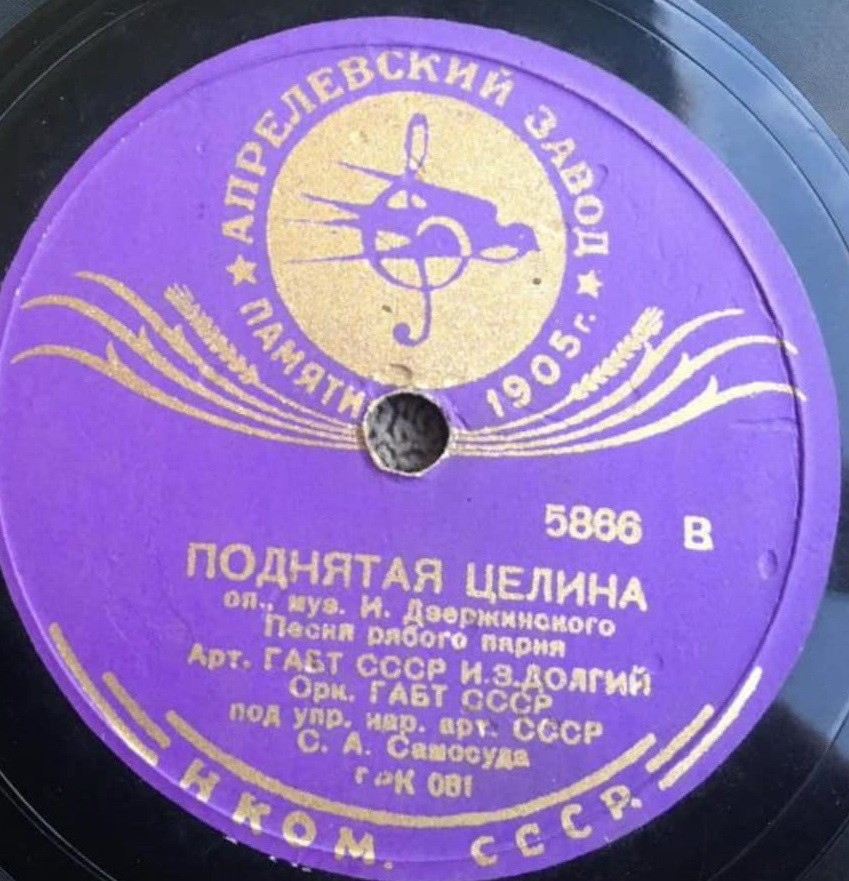 ★ АПРЕЛЕВСКИЙ ЗАВОД ★
ПАМЯТИ 1905 г.
5866 В
ПОДНЯТАЯ ЦЕЛИНА
оп., муз. И. Дзержинского
Песня рябого парня
Арт. ГАБТ СССР И.З.ДОЛГИЙ
Орк. ГАБТ СССР
под упр. нар. арт. СССР
С. А. Самосуда
ГРК 081
НКОМ. СССР.